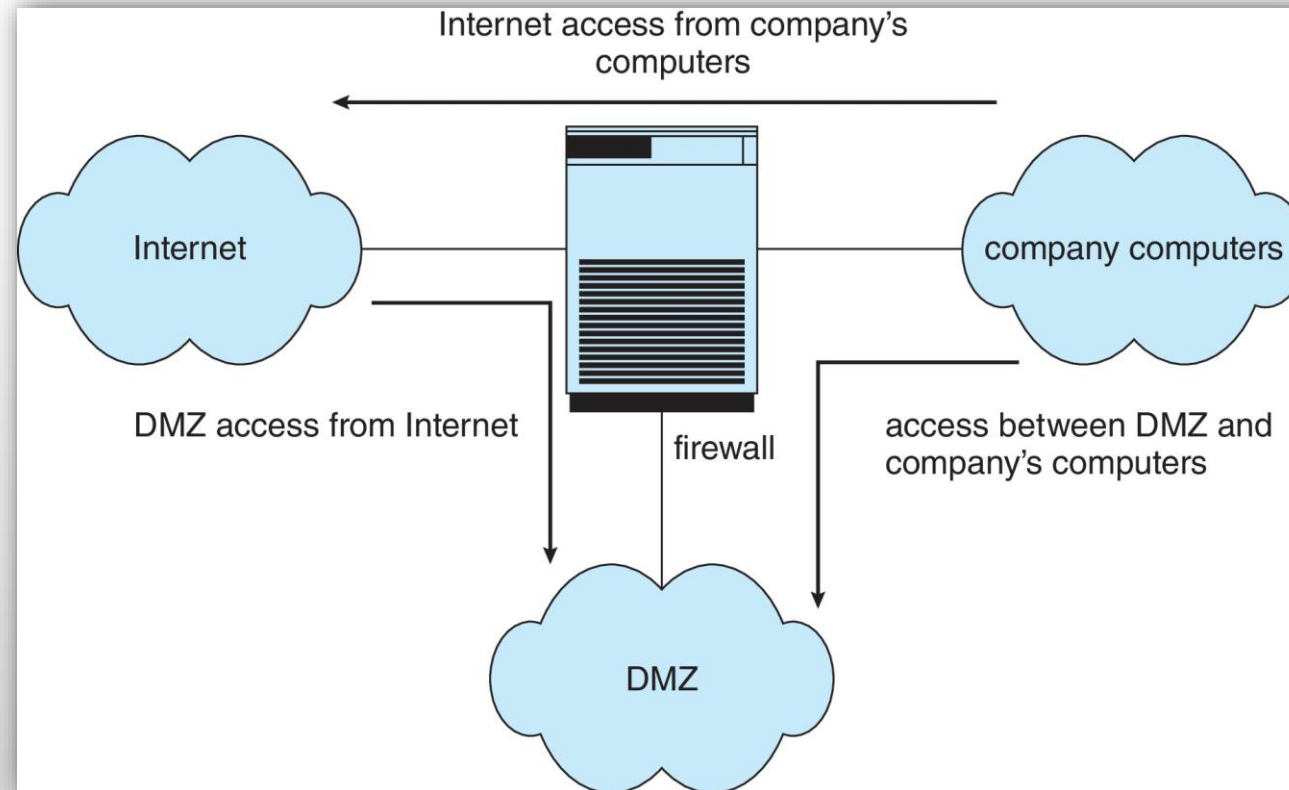 Internet access from company's
computers
Internet
company computers
DMZ access from Internet
firewall
access between DMZ and
company's computers
DMZ